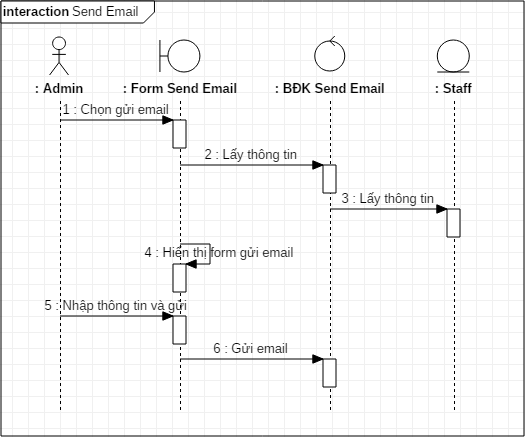 interaction Send Email
: Admin
: Form Send Email
: BĐK Send Email
: Staff
1 : Chọn gửi email
2 : Lấy thông tin
3 : Lấy thông tin
4 : Hiển thị form gửi email
5 : Nhập thông tin và gửi
6 : Gửi email